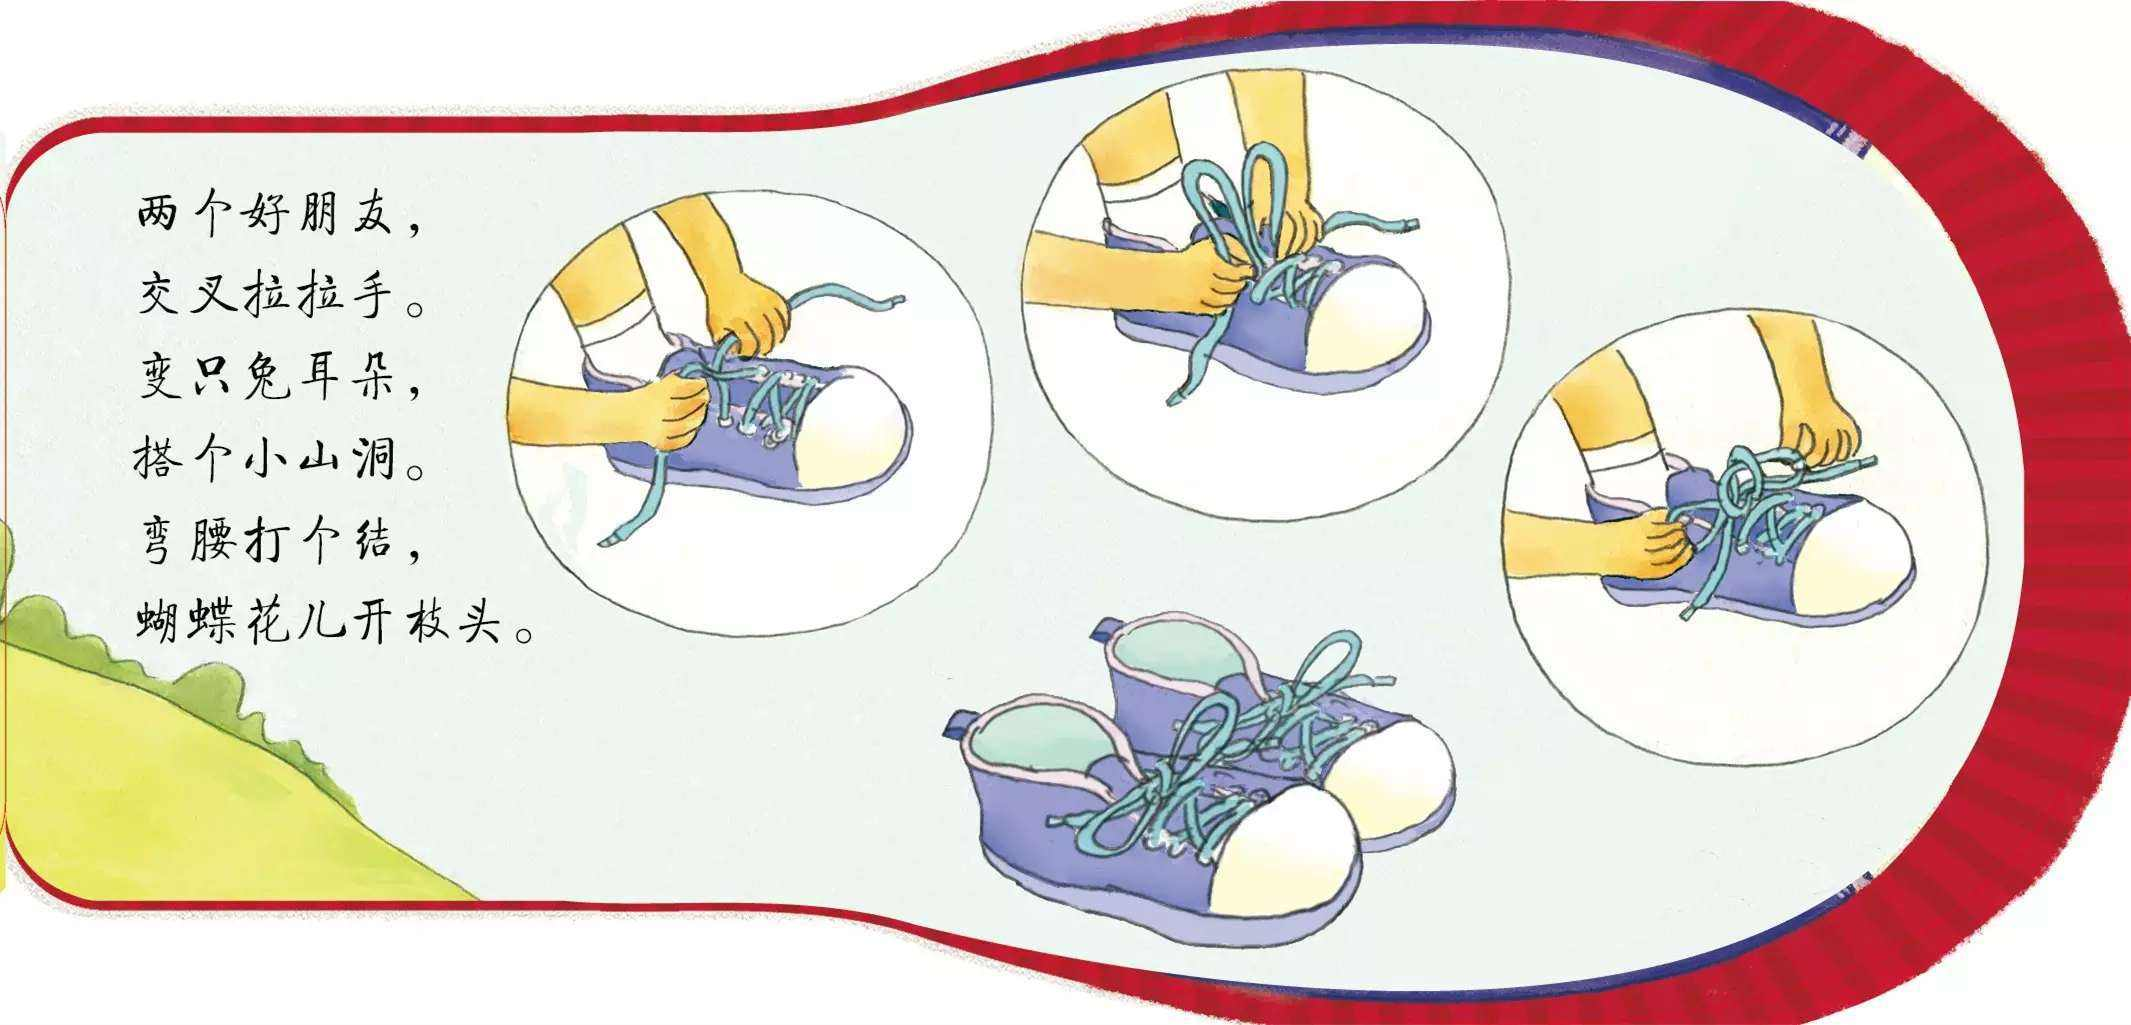 两个好朋友，
交叉拉拉手。
变只兔耳朵，
搭个小山洞。
弯腰打个结，
蝴蝶花儿开枝头。